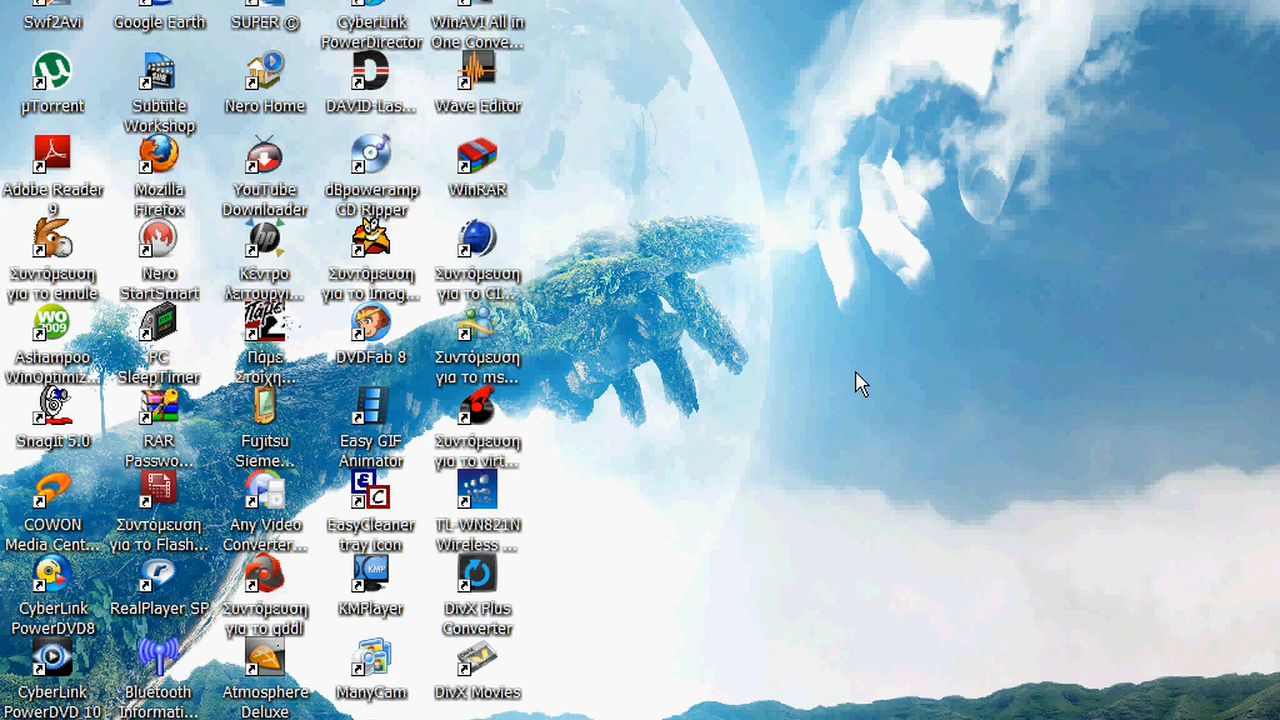 Swf2Avi
Google Earth
SUPER ©
CyberLink
PowerDirector
WinAVI All in
One Conve...
µTorrent
Subtitle
Workshop
Nero Home
DAVID-Las...
Wave Editor
Adobe Reader
9
Mozilla
Firefox
YouTube
Downloader
dBpoweramp
CD Ripper
WinRAR
Συντόμευση
για το emule
Nero
StartSmart
Κέντρο
λειτουργι...
Συντόμευση
για το Imag...
Συντόμευση
για το Cl...
Ashampoo
WinOptimiz...
PC
SleepTimer
Πάμε
Στοίχη...
DVDFab 8
Συντόμευση
για το ms...
SnagIt 5.0
RAR
Passwo...
Fujitsu
Sieme...
Easy GIF
Animator
Συντόμευση
για το virt...
COWON
Media Cent...
Συντόμευση
για το Flash...
Any Video
Converter...
EasyCleaner
tray icon
TL-WN821N
Wireless ...
CyberLink
PowerDVD8
RealPlayer SP
Συντόμευση
για το gddl
KMPlayer
DivX Plus
Converter
CyberLink
PowerDVD 10
Bluetooth
Informati...
Atmosphere
Deluxe
ManyCam
DivX Movies